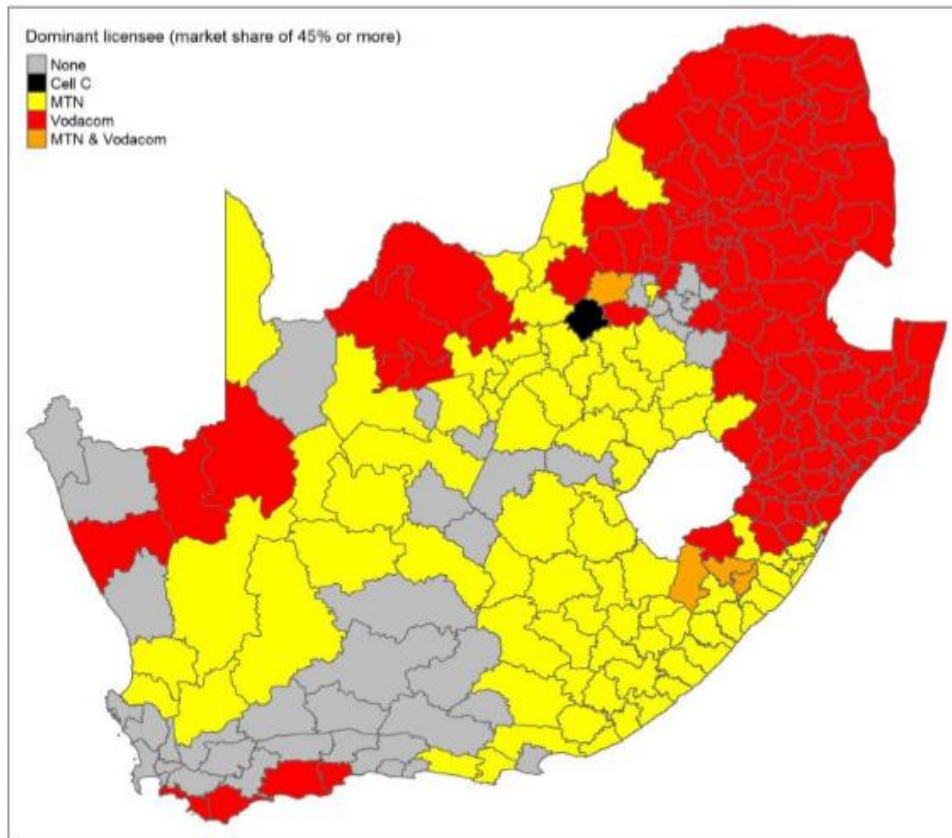 Dominant licensee (market share of 45% or more)
None
Cell C
MTN
Vodacom
MTN & Vodacom